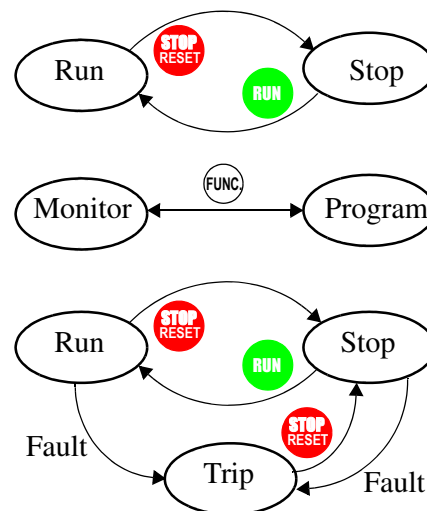 Run
STOP
RESET
Stop
RUN
FUNC.
Monitor
Program
Run
STOP
RESET
Stop
RUN
STOP
RESET
Fault
Trip
Fault